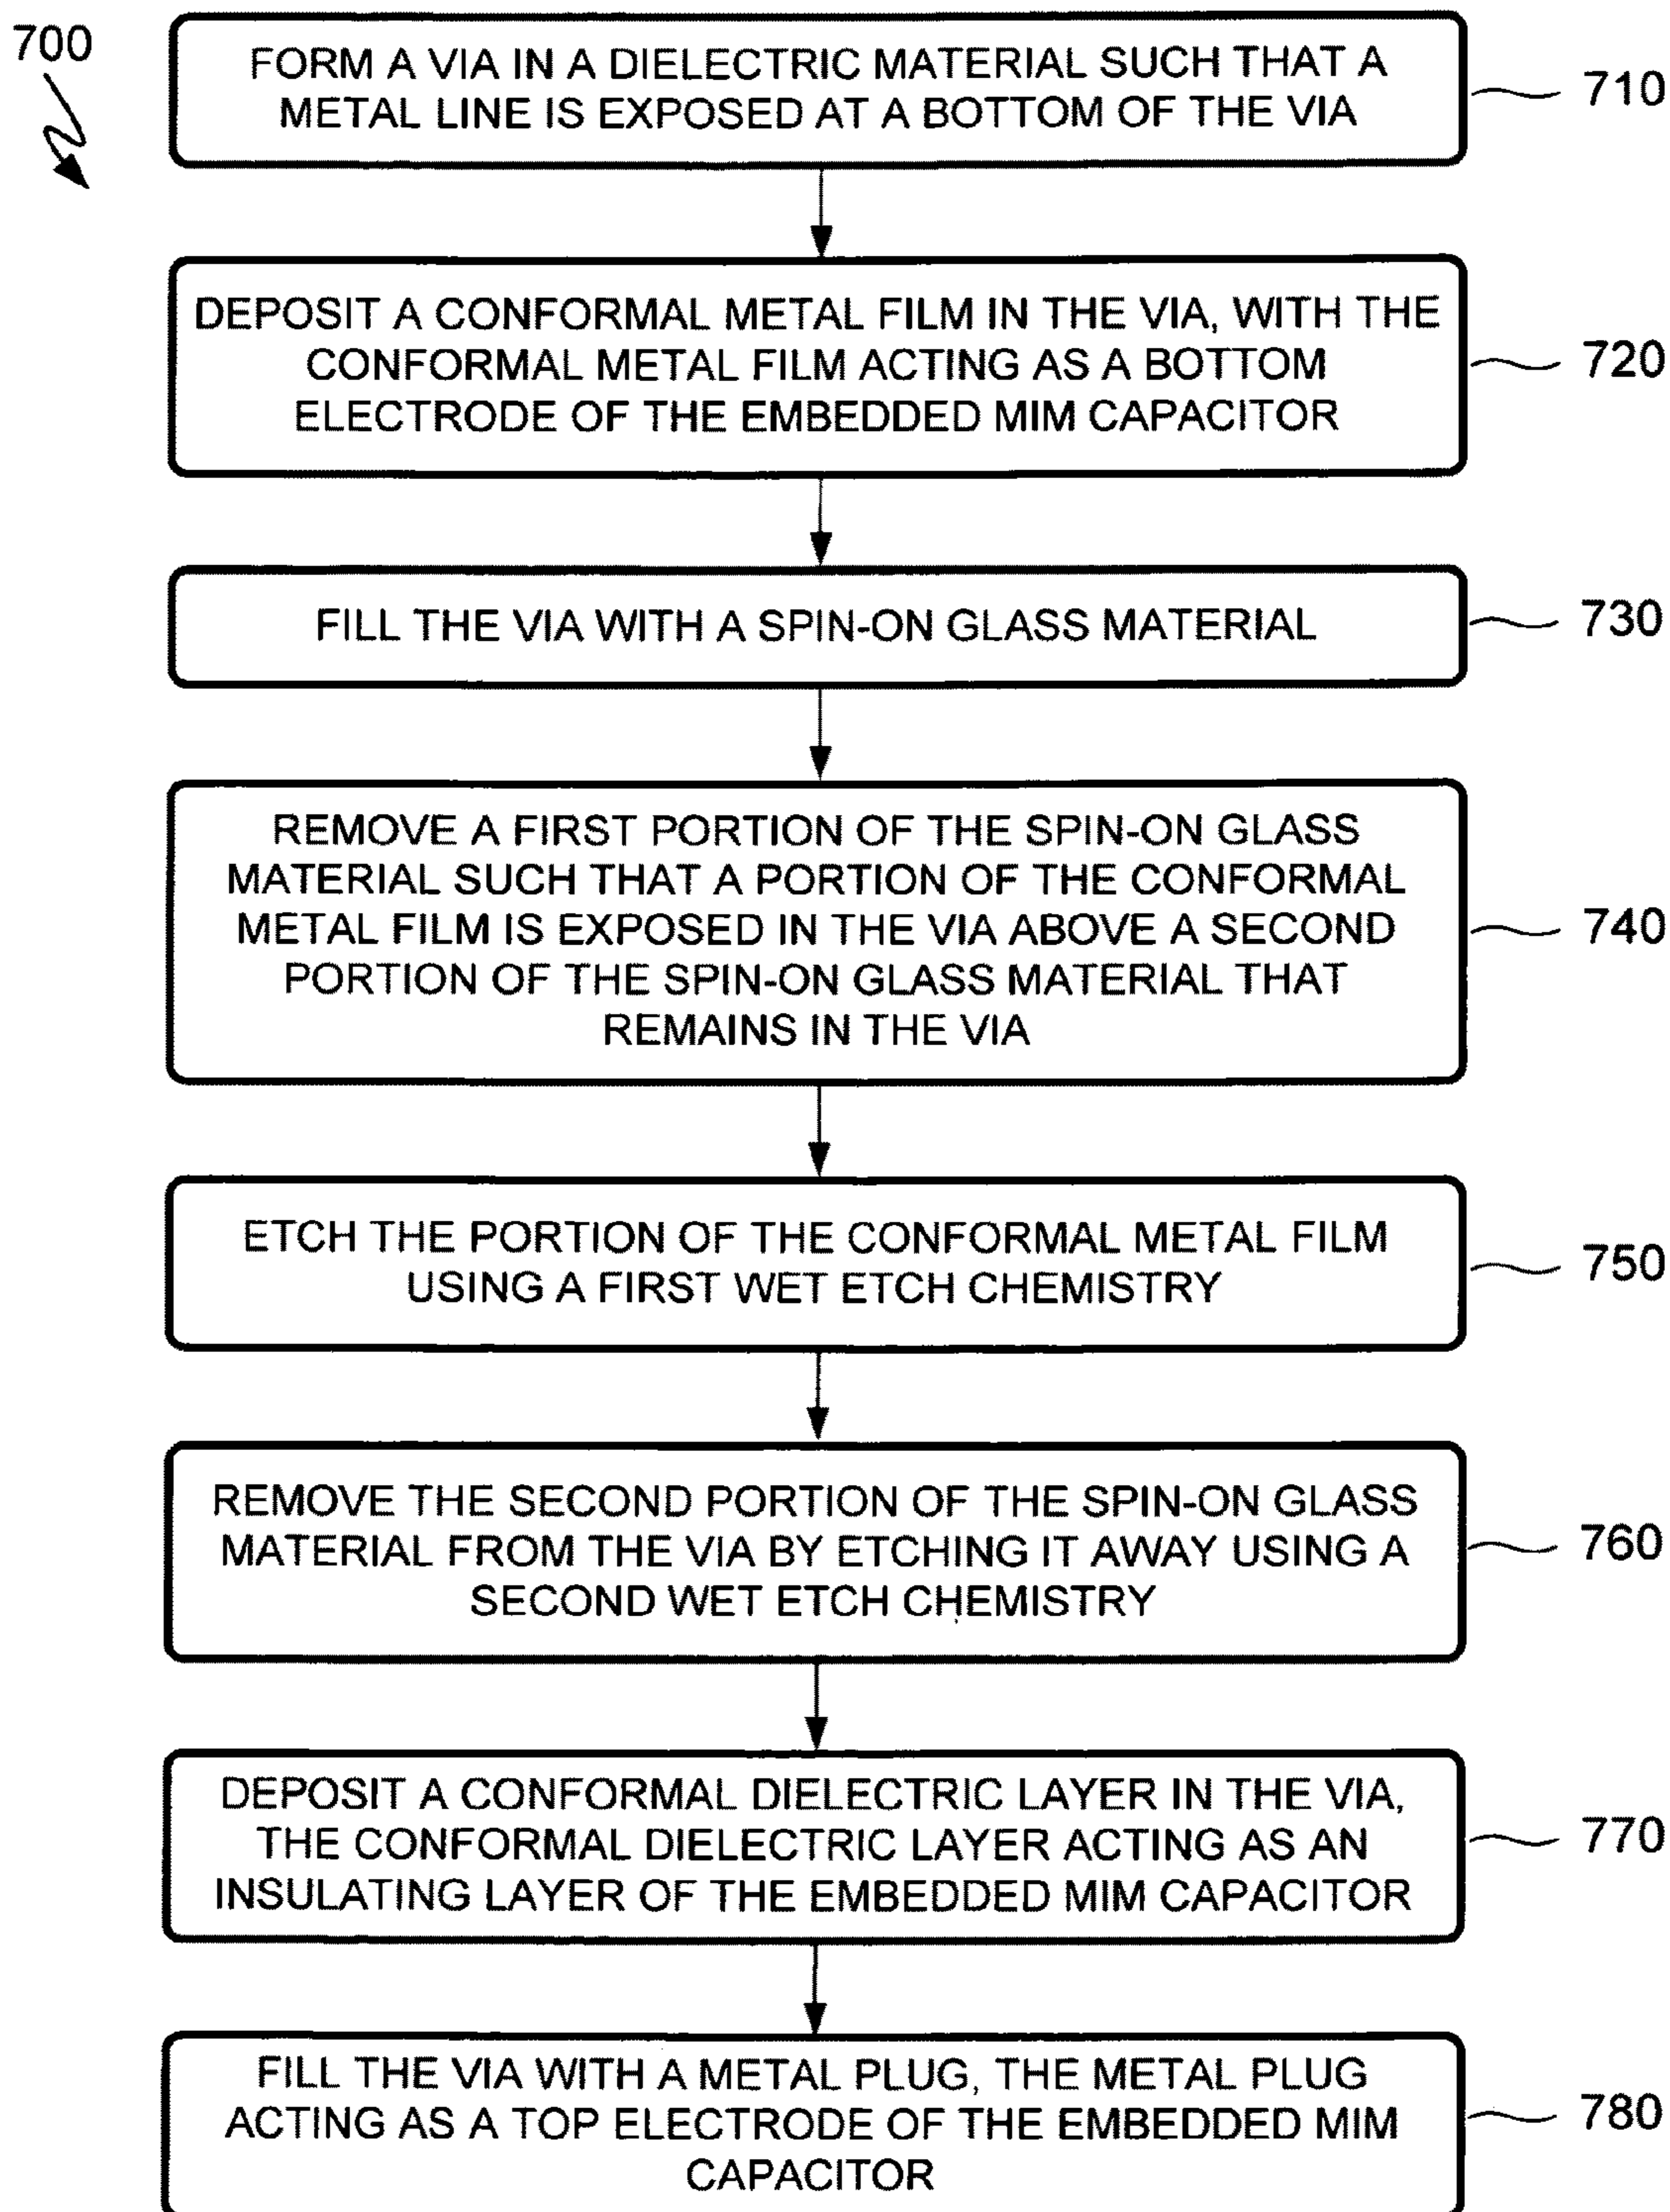 700
FORM A VIA IN A DIELECTRIC MATERIAL SUCH THAT A
METAL LINE IS EXPOSED AT A BOTTOM OF THE VIA
710
DEPOSIT A CONFORMAL METAL FILM IN THE VIA, WITH THE
CONFORMAL METAL FILM ACTING AS A BOTTOM
ELECTRODE OF THE EMBEDDED MIM CAPACITOR
720
FILL THE VIA WITH A SPIN-ON GLASS MATERIAL
730
REMOVE A FIRST PORTION OF THE SPIN-ON GLASS
MATERIAL SUCH THAT A PORTION OF THE CONFORMAL
METAL FILM IS EXPOSED IN THE VIA ABOVE A SECOND
PORTION OF THE SPIN-ON GLASS MATERIAL THAT
REMAINS IN THE VIA
740
ETCH THE PORTION OF THE CONFORMAL METAL FILM
USING A FIRST WET ETCH CHEMISTRY
750
REMOVE THE SECOND PORTION OF THE SPIN-ON GLASS
MATERIAL FROM THE VIA BY ETCHING IT AWAY USING A
SECOND WET ETCH CHEMISTRY
760
DEPOSIT A CONFORMAL DIELECTRIC LAYER IN THE VIA,
THE CONFORMAL DIELECTRIC LAYER ACTING AS AN
INSULATING LAYER OF THE EMBEDDED MIM CAPACITOR
770
FILL THE VIA WITH A METAL PLUG, THE METAL PLUG
ACTING AS A TOP ELECTRODE OF THE EMBEDDED MIM
CAPACITOR
780